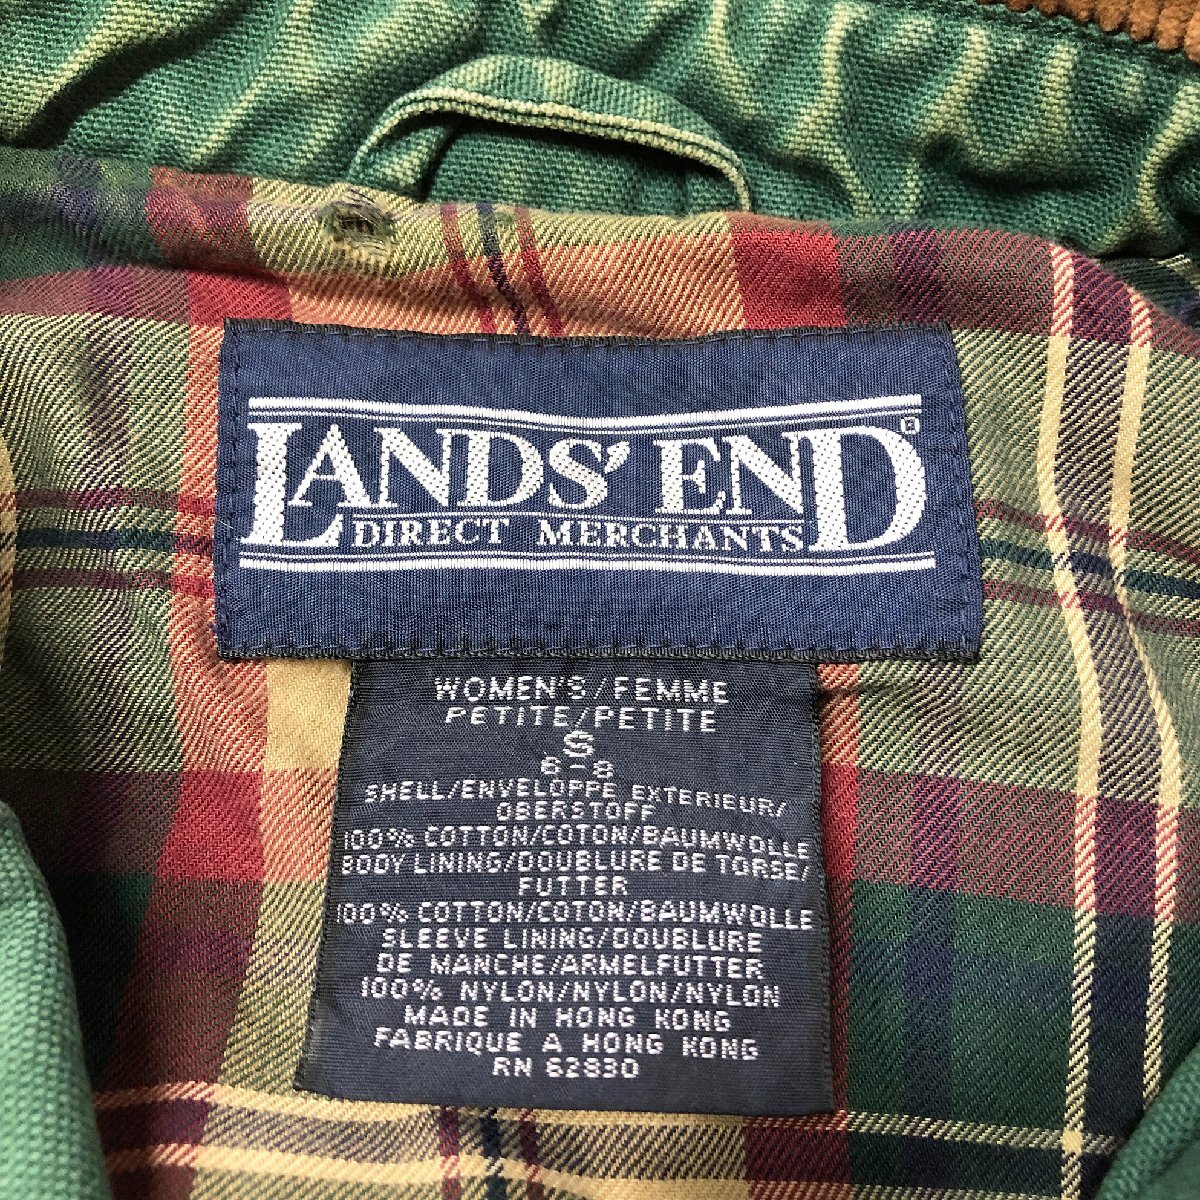 LANDS' END®
DIRECT MERCHANTS
WOMEN'S/FEMME
PETITE/PETITE
S
6-8
SHELL/ENVELOPPE EXTERIEUR/
OBERSTOFF
100% COTTON/COTON/BAUMWOLLE
BODY LINING/DOUBLURE DE TORSE/
FUTTER
100% COTTON/COTON/BAUMWOLLE
SLEEVE LINING/DOUBLURE
DE MANCHE/ARMELFUTTER
100% NYLON/NYLON/NYLON
MADE IN HONG KONG
FABRIQUE A HONG KONG
RN 62830